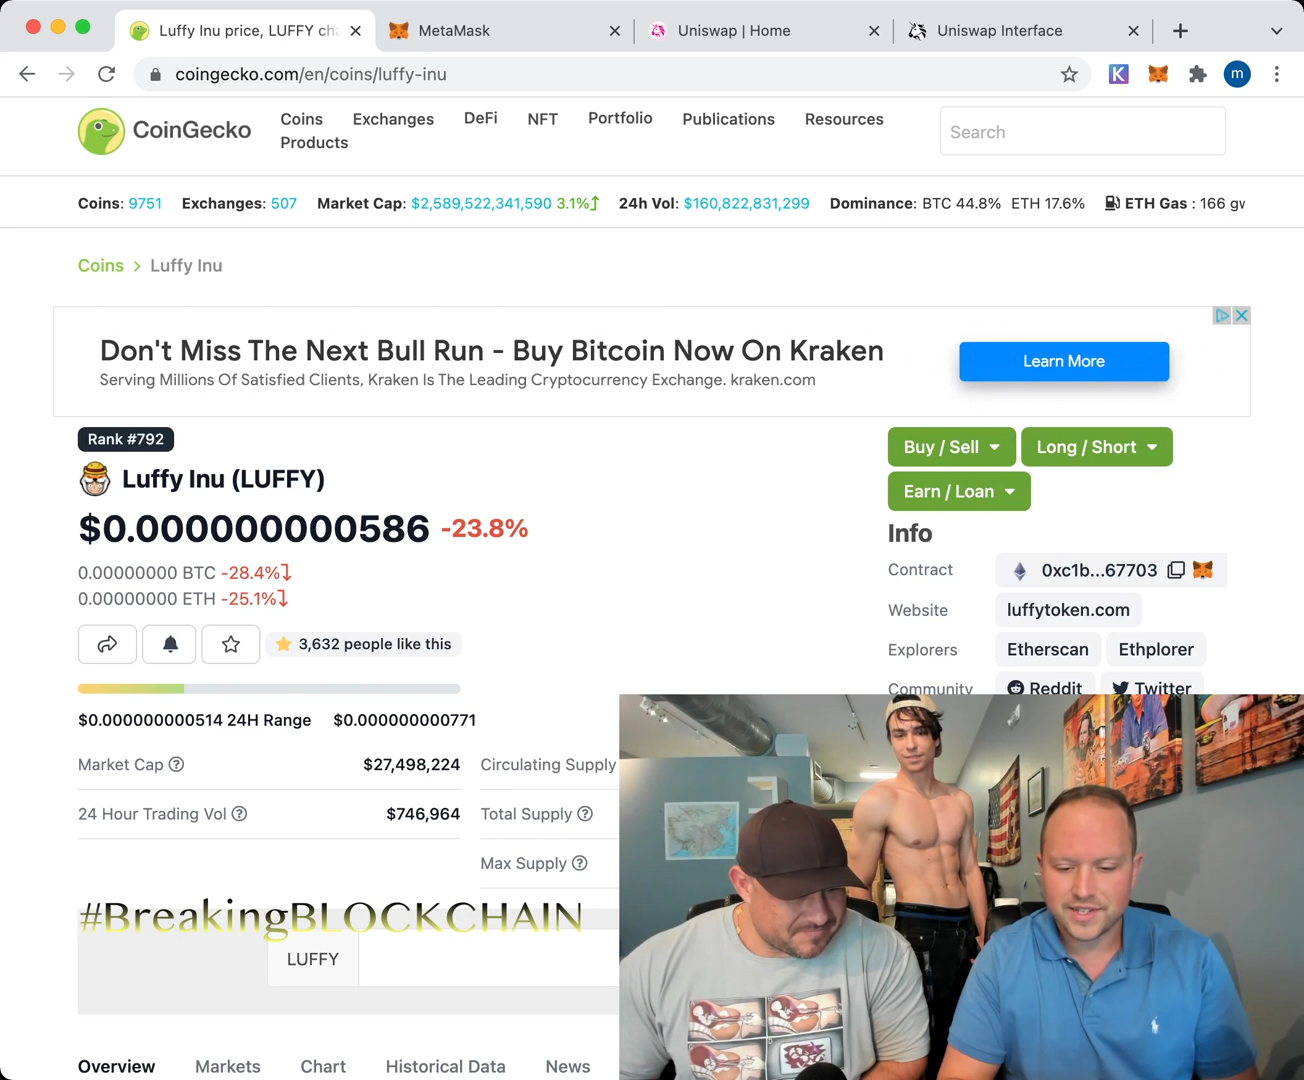 Luffy Inu price, LUFFY ch
MetaMask
Uniswap | Home
Uniswap Interface
coingecko.com/en/coins/luffy-inu
K
m
CoinGecko
Coins Exchanges DeFi NFT Portfolio Publications Resources
Products
Search
Coins: 9751 Exchanges: 507 Market Cap: $2,589,522,341,590 3.1% 24h Vol: $160,822,831,299 Dominance: BTC 44.8% ETH 17.6% ETH Gas : 166 gw
Coins > Luffy Inu
Don't Miss The Next Bull Run - Buy Bitcoin Now On Kraken
Serving Millions Of Satisfied Clients, Kraken Is The Leading Cryptocurrency Exchange. kraken.com
Learn More
Rank #792
Luffy Inu (LUFFY)
$0.000000000586 -23.8%
0.00000000 BTC -28.4%
0.00000000 ETH -25.1%
3,632 people like this
$0.000000000514 24H Range $0.000000000771
Market Cap $27,498,224
24 Hour Trading Vol $746,964
Circulating Supply
Total Supply
Max Supply
Buy / Sell Long / Short
Earn / Loan
Info
Contract 0xc1b...67703
Website luffytoken.com
Explorers Etherscan Ethplorer
Community Reddit Twitter
#BreakingBLOCKCHAIN
LUFFY
Overview Markets Chart Historical Data News